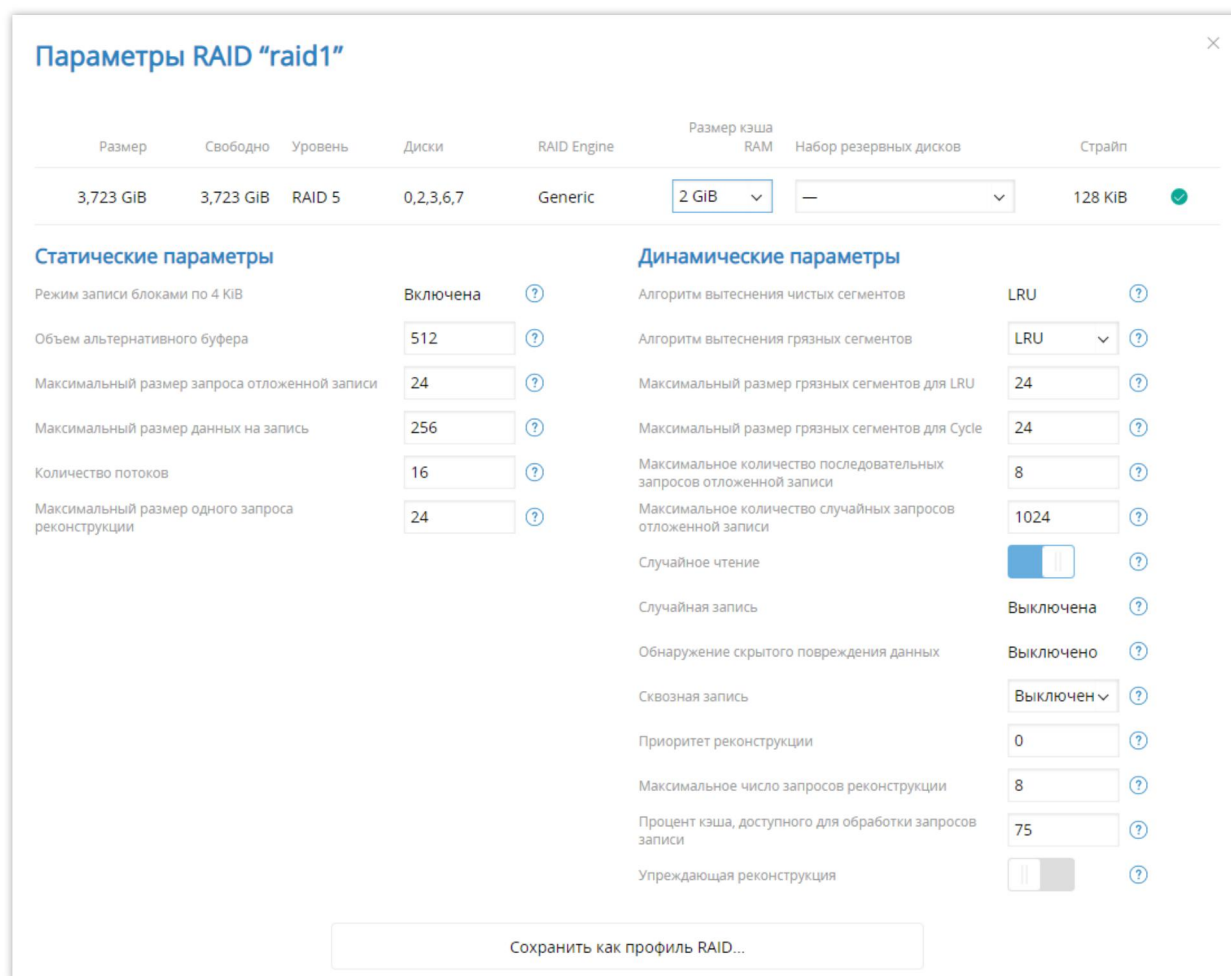 Параметры RAID “raid1”
Размер Свободно Уровень Диски RAID Engine Размер кэша RAM Набор резервных дисков Страйп
3,723 GiB 3,723 GiB RAID 5 0,2,3,6,7 Generic 2 GiB — 128 KiB
Статические параметры
Режим записи блоками по 4 KiB Включена ?
Объем альтернативного буфера 512 ?
Максимальный размер запроса отложенной записи 24 ?
Максимальный размер данных на запись 256 ?
Количество потоков 16 ?
Максимальный размер одного запроса
реконструкции 24 ?
Динамические параметры
Алгоритм вытеснения чистых сегментов LRU ?
Алгоритм вытеснения грязных сегментов LRU ?
Максимальный размер грязных сегментов для LRU 24 ?
Максимальный размер грязных сегментов для Cycle 24 ?
Максимальное количество последовательных
запросов отложенной записи 8 ?
Максимальное количество случайных запросов
отложенной записи 1024 ?
Случайное чтение ?
Случайная запись Выключена ?
Обнаружение скрытого повреждения данных Выключено ?
Сквозная запись Выключен ?
Приоритет реконструкции 0 ?
Максимальное число запросов реконструкции 8 ?
Процент кэша, доступного для обработки запросов
записи 75 ?
Упреждающая реконструкция ?
Сохранить как профиль RAID...